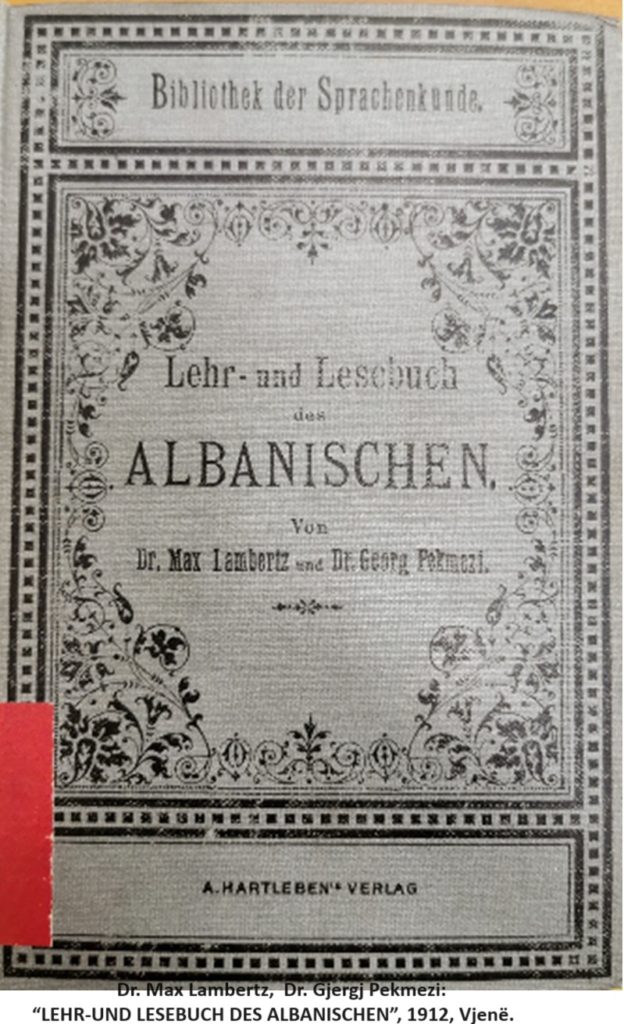 Bibliothek der Sprachenkunde.
Lehr- und Lesebuch
des
ALBANISCHEN.
Von
Dr. Max Lambertz und Dr. Georg Pekmezi.
A. HARTLEBEN'S VERLAG
Dr. Max Lambertz, Dr. Gjergj Pekmezi:
“LEHR-UND LESEBUCH DES ALBANISCHEN”, 1912, Vjenë.